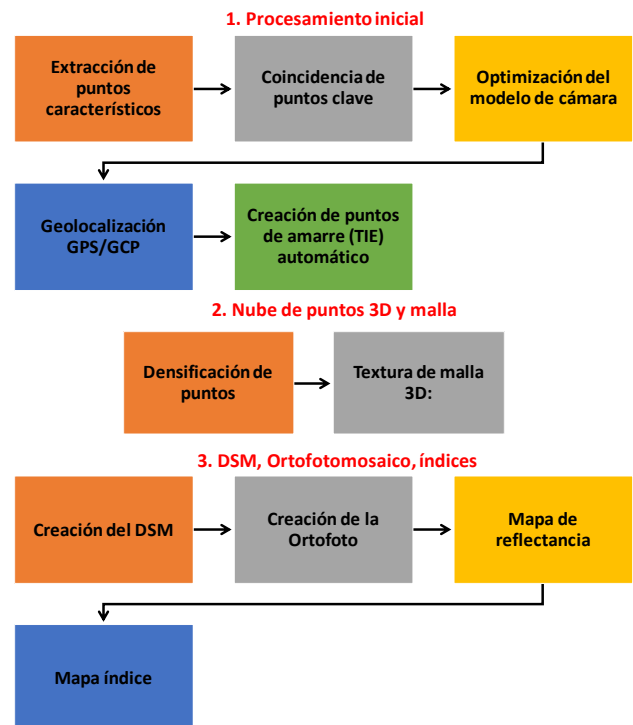 1. Procesamiento inicial
Extracción de
puntos
característicos
Coincidencia de
puntos clave
Optimización del
modelo de cámara
Geolocalización
GPS/GCP
Creación de puntos
de amarre (TIE)
automático
2. Nube de puntos 3D y malla
Densificación de
puntos
Textura de malla
3D:
3. DSM, Ortofotomosaico, índices
Creación del DSM
Creación de la
Ortofoto
Mapa de
reflectancia
Mapa índice